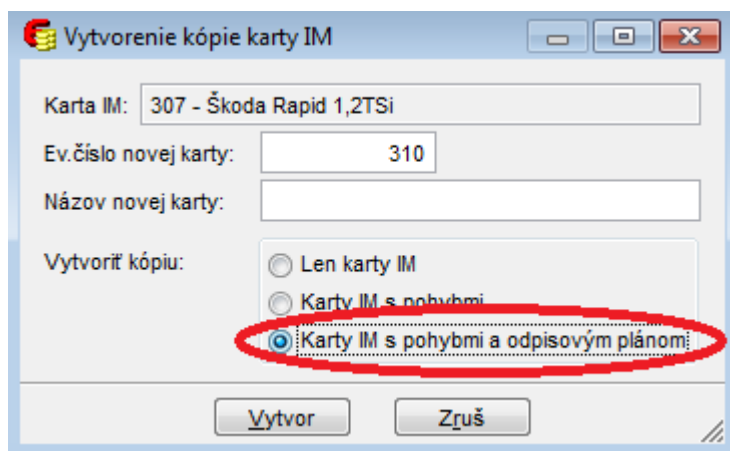 Vytvorenie kópie karty IM
Karta IM: 307 - Škoda Rapid 1,2TSi
Ev.číslo novej karty: 310
Názov novej karty:
Vytvoriť kópiu: Len karty IM
Karty IM s pohybmi
Karty IM s pohybmi a odpisovým plánom
Vytvor Zruš